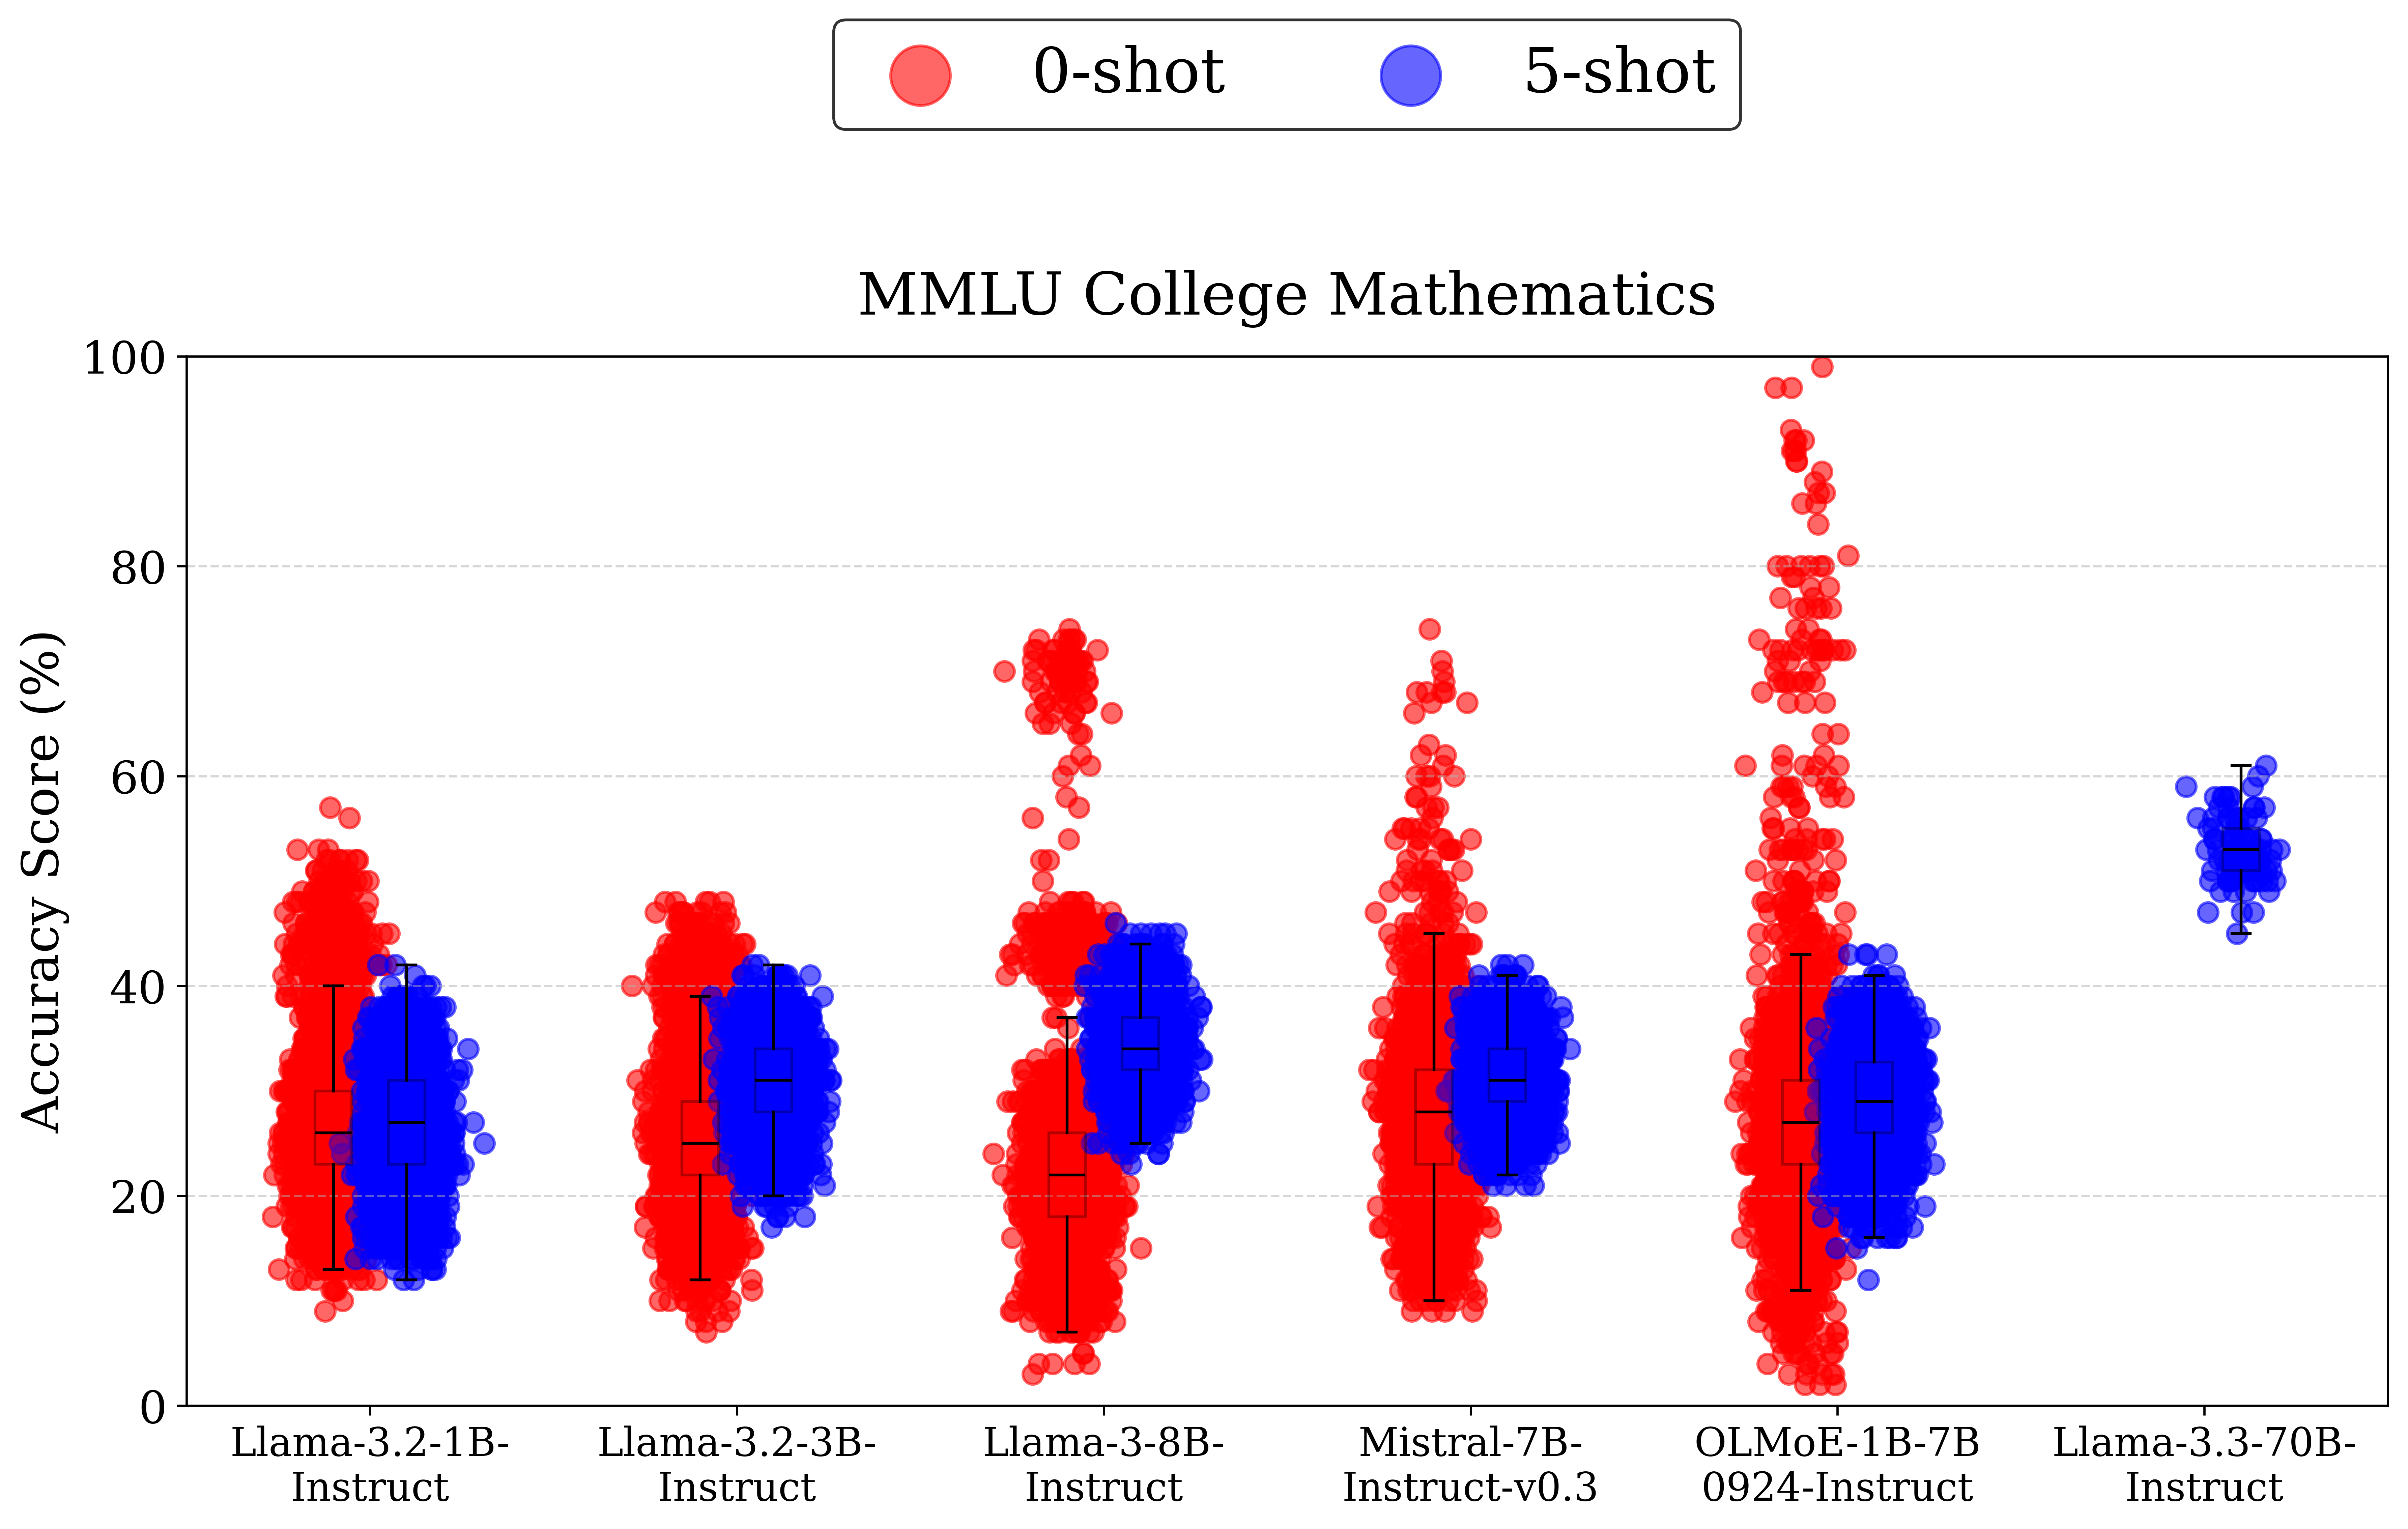 0-shot 5-shot
MMLU College Mathematics
100
80
60
40
20
0
Accuracy Score (%)
Llama-3.2-1B-
Instruct
Llama-3.2-3B-
Instruct
Llama-3-8B-
Instruct
Mistral-7B-
Instruct-v0.3
OLMoE-1B-7B
0924-Instruct
Llama-3.3-70B-
Instruct